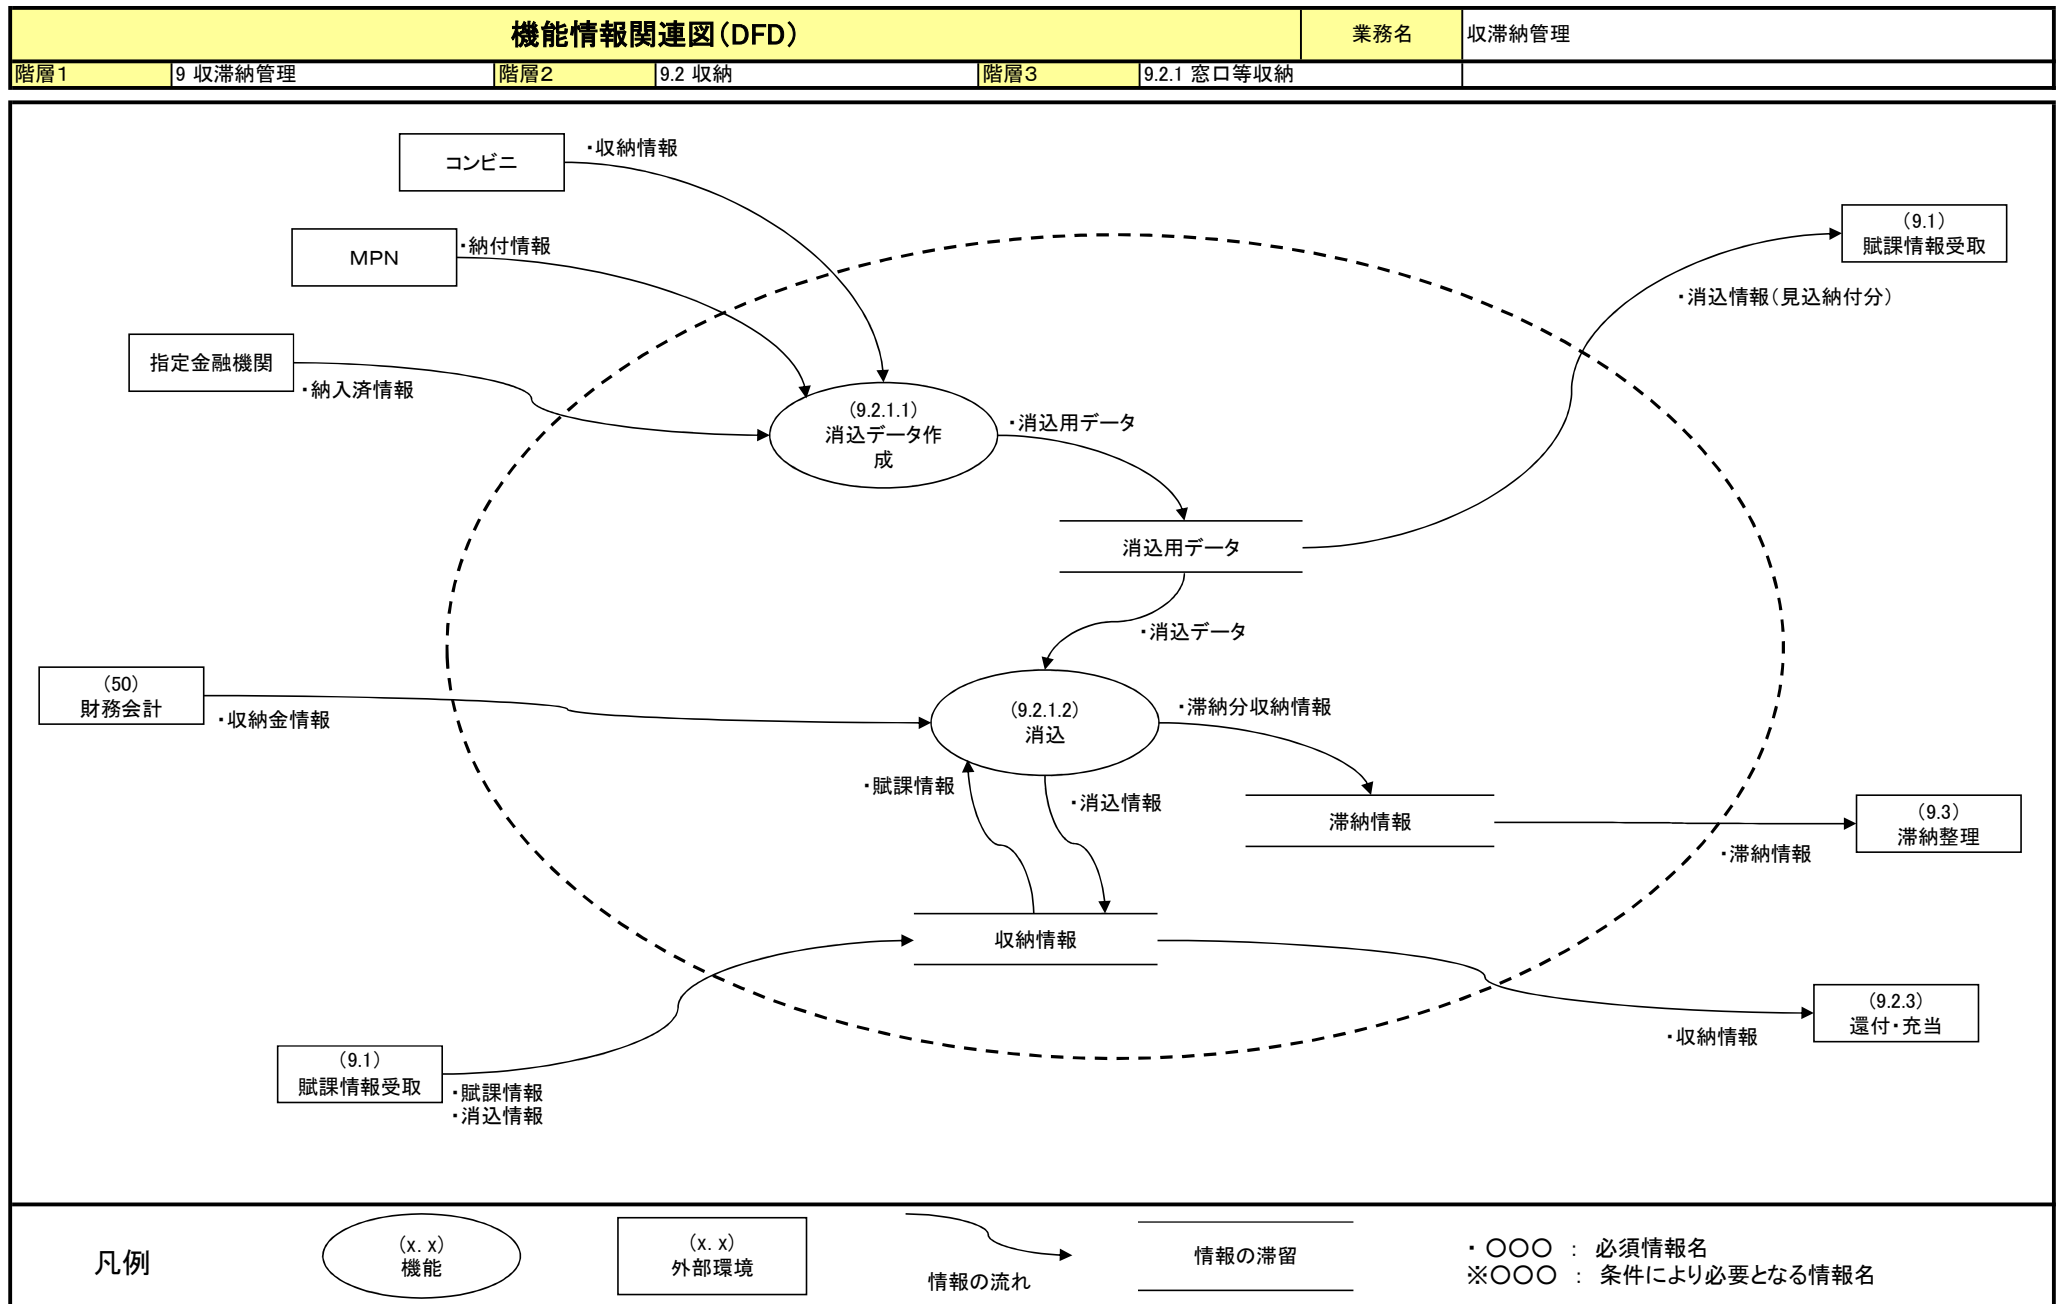 機能情報関連図(DFD)
業務名
収滞納管理
階層1
9 収滞納管理
階層2
9.2 収納
階層3
9.2.1 窓口等収納
コンビニ
・収納情報
MPN
・納付情報
指定金融機関
・納入済情報
(9.2.1.1)
消込データ作
成
・消込用データ
(9.1)
賦課情報受取
・消込情報(見込納付分)
消込用データ
・消込データ
(50)
財務会計
・収納金情報
(9.2.1.2)
消込
・滞納分収納情報
・賦課情報
・消込情報
滞納情報
(9.3)
滞納整理
・滞納情報
収納情報
(9.2.3)
還付・充当
・収納情報
(9.1)
賦課情報受取
・賦課情報
・消込情報
凡例
(x. x)
機能
(x. x)
外部環境
情報の流れ
情報の滞留
・ 〇〇〇 : 必須情報名
※〇〇〇 : 条件により必要となる情報名